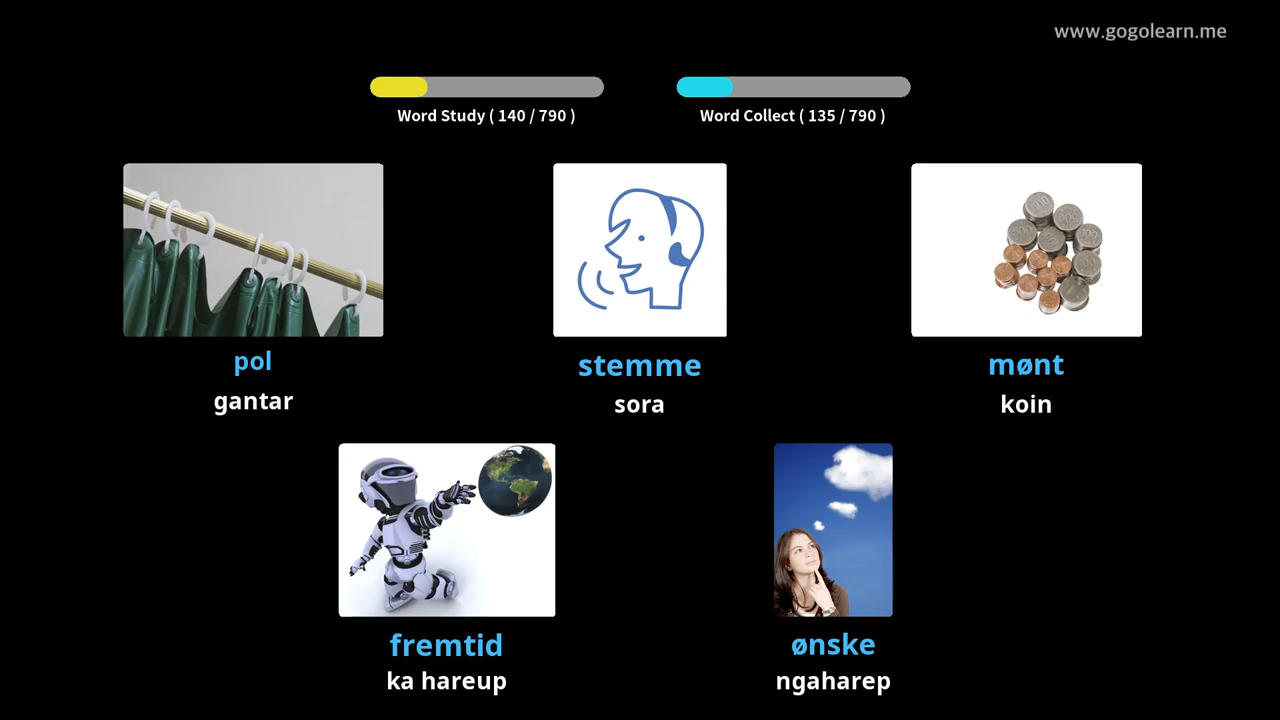 www.gogolearn.me
Word Study ( 140 / 790 )
Word Collect ( 135 / 790 )
pol
gantar
stemme
sora
mønt
koin
fremtid
ka hareup
ønske
ngaharep